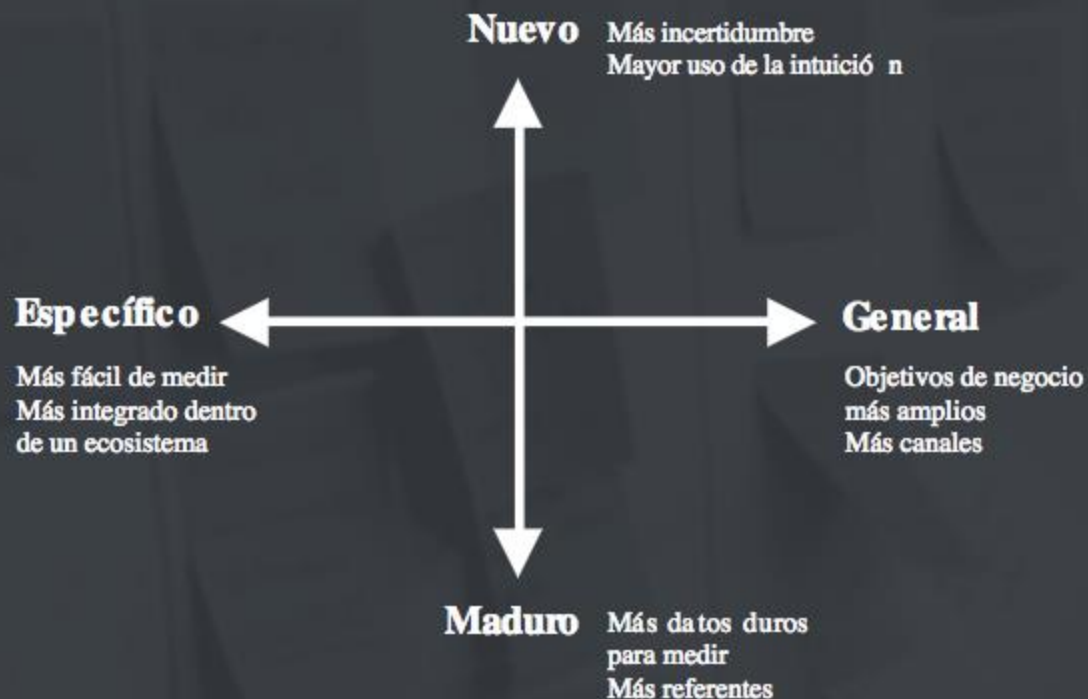 Nuevo
Más incertidumbre
Mayor uso de la intuició n
Específico
Más fácil de medir
Más integrado dentro
de un ecosistema
General
Objetivos de negocio
más amplios
Más canales
Maduro
Más datos duros
para medir
Más referentes